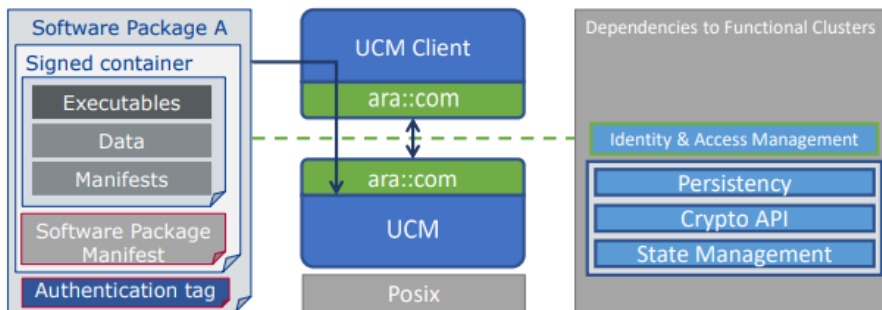 Software Package A
Signed container
Executables
Data
Manifests
Software Package
Manifest
Authentication tag
UCM Client
ara::com
ara::com
UCM
Posix
Dependencies to Functional Clusters
Identity & Access Management
Persistency
Crypto API
State Management